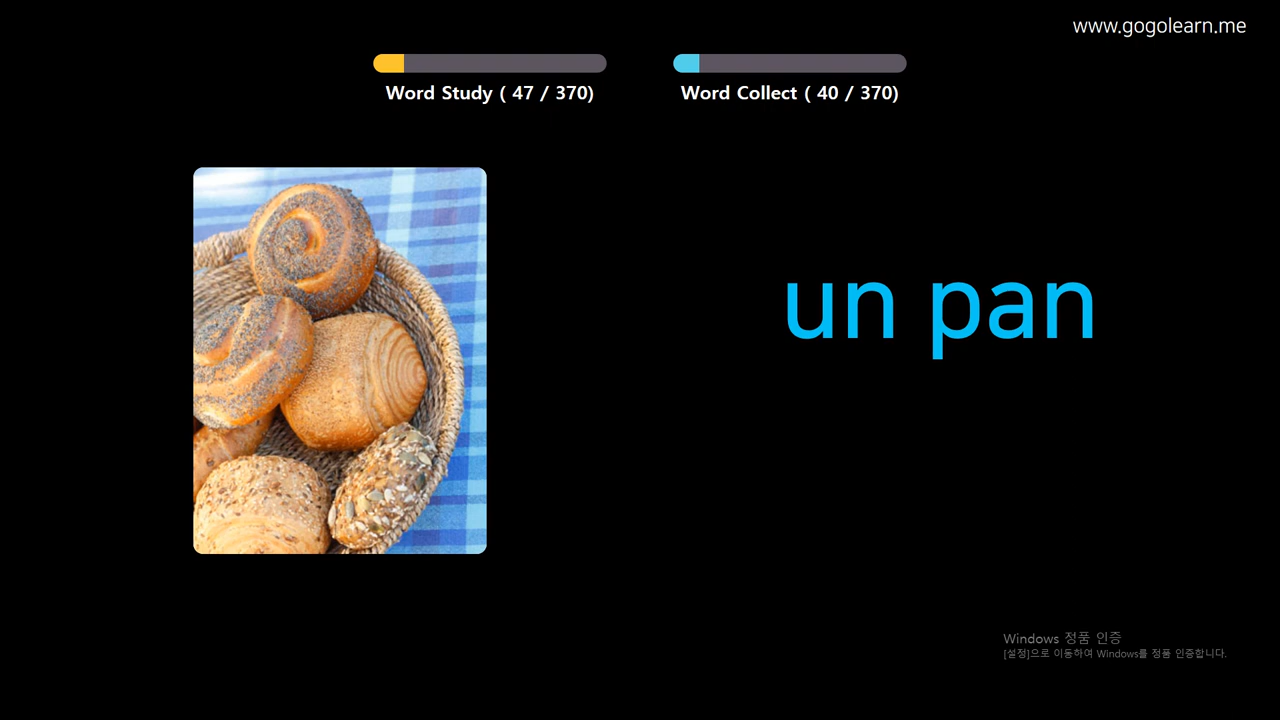 www.gogolearn.me
Word Study ( 47 / 370)
Word Collect ( 40 / 370)
un pan
Windows 정품 인증
[설정]으로 이동하여 Windows를 정품 인증합니다.